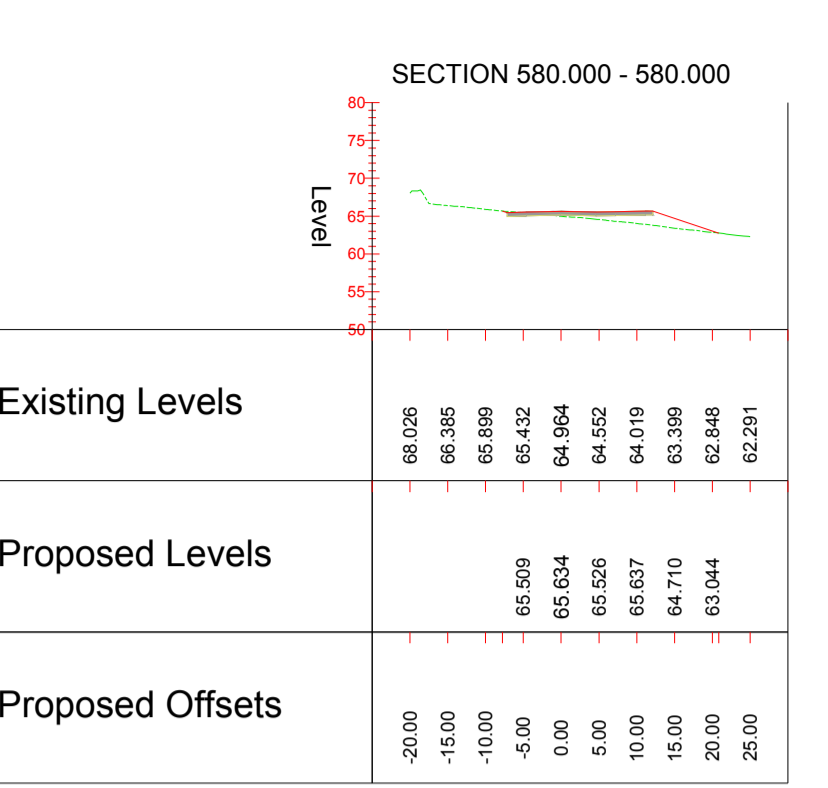 SECTION 580.000 - 580.000
80
75
70
65
60
55
50
Level
Existing Levels
68.026 66.385 65.899 65.432 64.964 64.552 64.019 63.399 62.848 62.291
Proposed Levels
65.509 65.634 65.526 65.637 64.710 63.044
Proposed Offsets
-20.00 -15.00 -10.00 -5.00 0.00 5.00 10.00 15.00 20.00 25.00